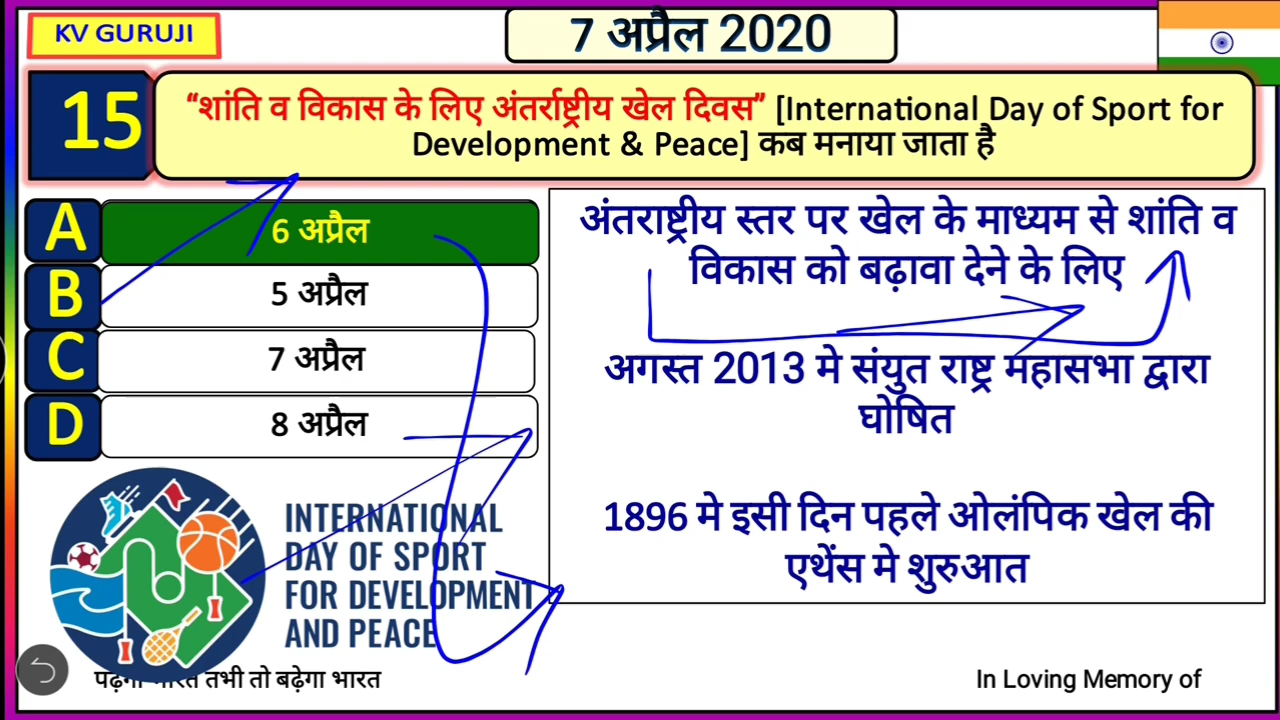 KV GURUJI
7 अप्रैल 2020
15
“शांति व विकास के लिए अंतर्राष्ट्रीय खेल दिवस” [International Day of Sport for
Development & Peace] कब मनाया जाता है
A 6 अप्रैल
B 5 अप्रैल
C 7 अप्रैल
D 8 अप्रैल
अंतराष्ट्रीय स्तर पर खेल के माध्यम से शांति व
विकास को बढ़ावा देने के लिए
अगस्त 2013 मे संयुत राष्ट्र महासभा द्वारा
घोषित
1896 मे इसी दिन पहले ओलंपिक खेल की
एथेंस मे शुरुआत
INTERNATIONAL
DAY OF SPORT
FOR DEVELOPMENT
AND PEACE
पढ़ेगा भारत तभी तो बढ़ेगा भारत
In Loving Memory of